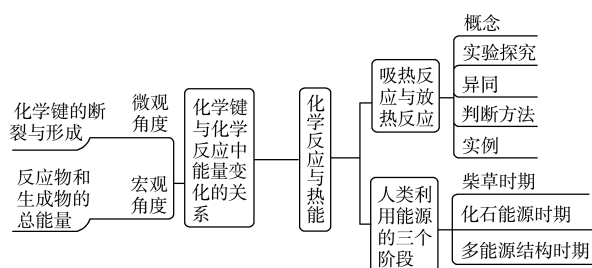 化学键的断
裂与形成
微观
角度
反应物和
生成物的
总能量
宏观
角度
化学键
与化学
反应中
能量变
化的关
系
化学反应与热能
吸热反
应与放
热反应
概念
实验探究
异同
判断方法
实例
人类利
用能源
的三个
阶段
柴草时期
化石能源时期
多能源结构时期